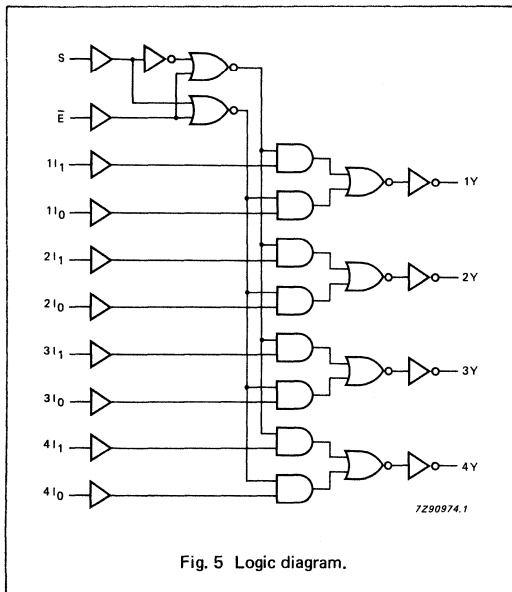 S
E̅
1I₁
1I₀
1Y
2I₁
2I₀
2Y
3I₁
3I₀
3Y
4I₁
4I₀
4Y
7Z90974.1
Fig. 5 Logic diagram.